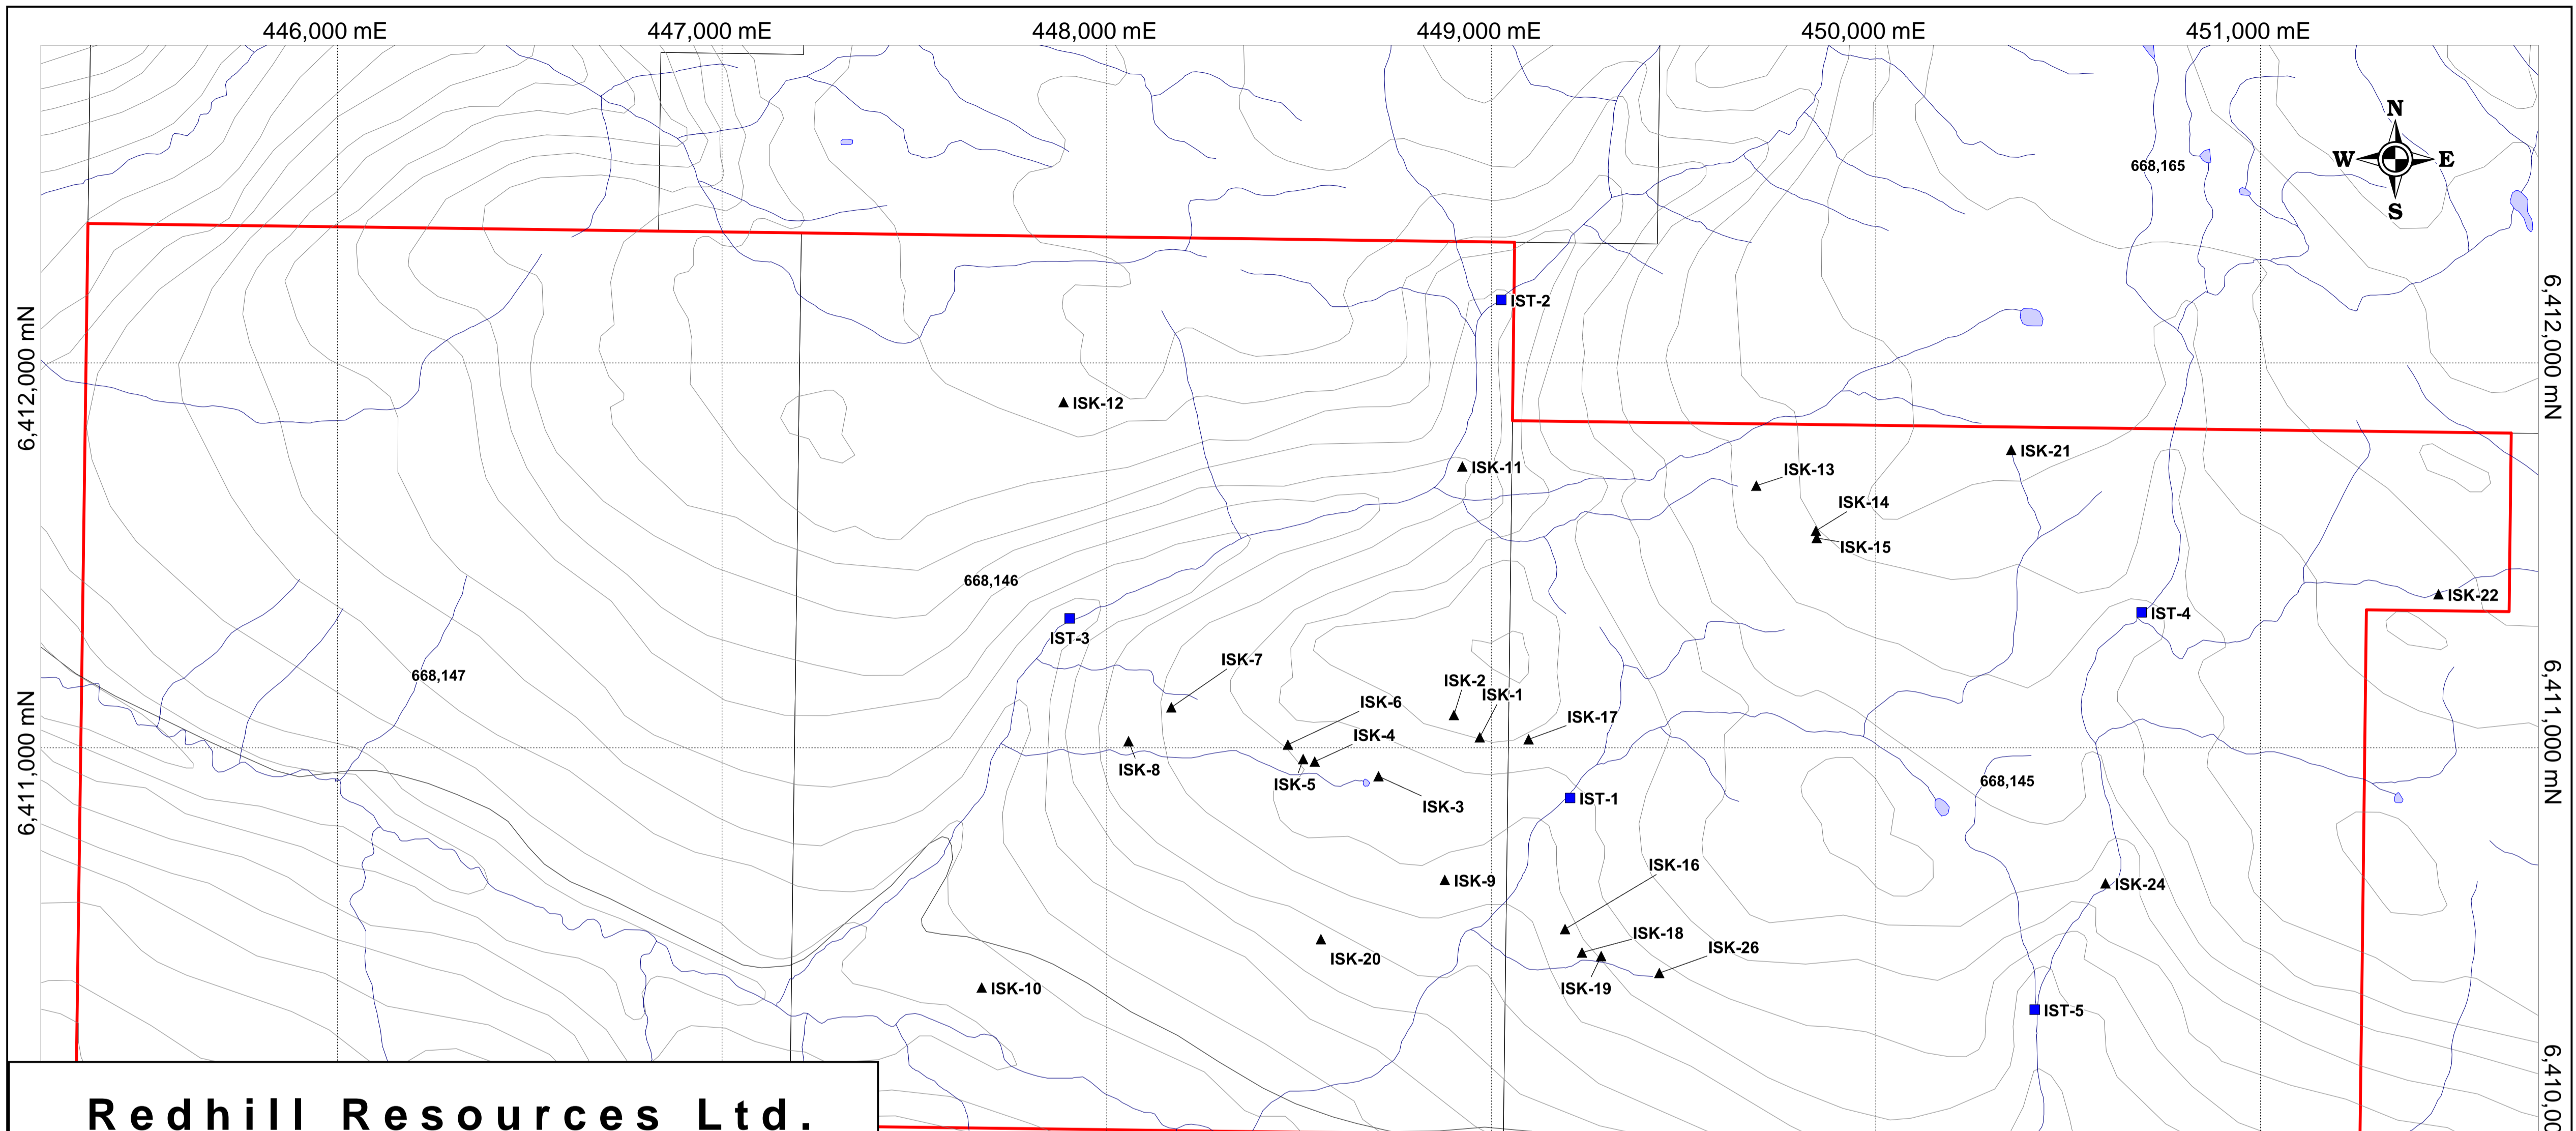 446,000 mE
447,000 mE
448,000 mE
449,000 mE
450,000 mE
451,000 mE
N
W E
S
668,165
IST-2
6,412,000 mN
6,412,000 mN
ISK-12
ISK-11
ISK-13
ISK-21
ISK-14
ISK-15
668,146
ISK-22
IST-4
IST-3
ISK-7
668,147
ISK-2
ISK-1
ISK-6
ISK-17
ISK-4
6,411,000 mN
6,411,000 mN
ISK-8
ISK-5
668,145
IST-1
ISK-3
ISK-16
ISK-9
ISK-24
ISK-18
ISK-26
ISK-20
ISK-10
ISK-19
IST-5
6,410,00
Redhill Resources Ltd.